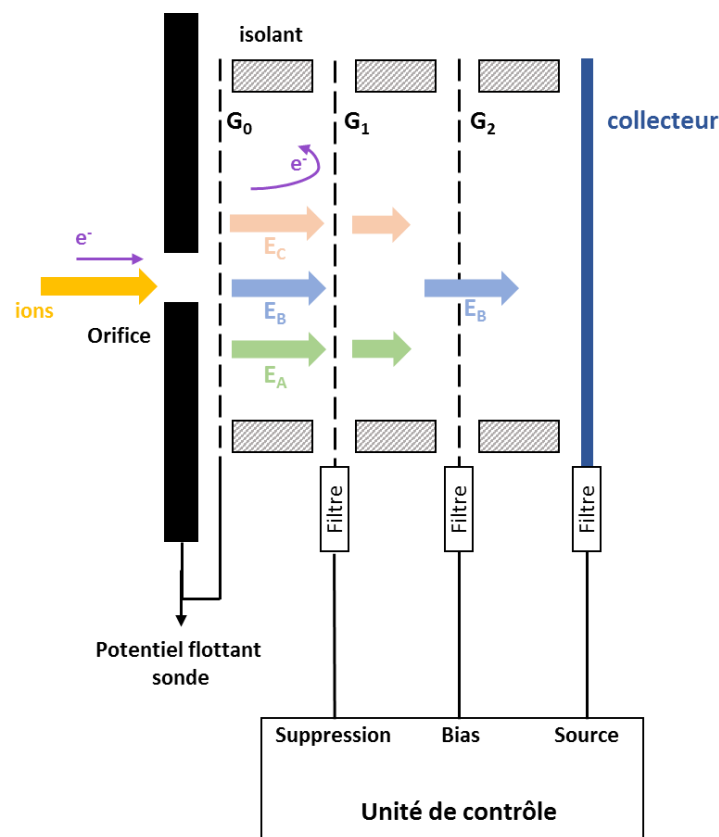 isolant
G0
G1
G2
collecteur
e-
e-
EC
ions
EB
EB
Orifice
EA
Filtre
Filtre
Filtre
Potentiel flottant
sonde
Suppression
Bias
Source
Unité de contrôle